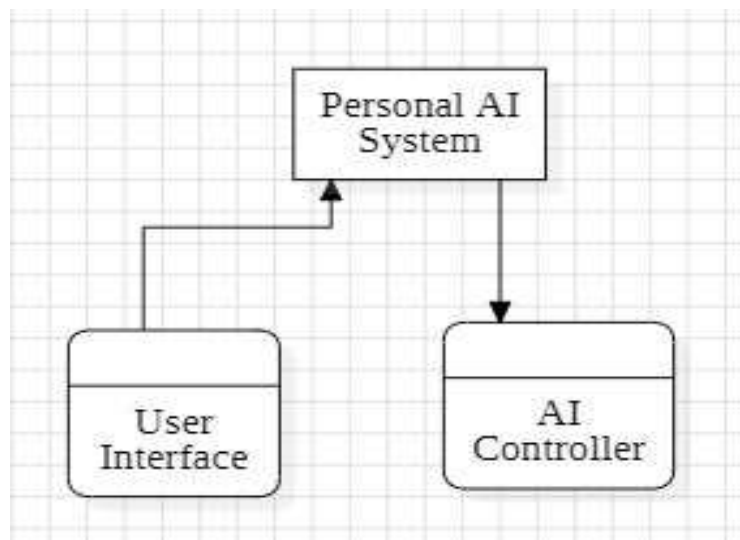 Personal AI
System
User
Interface
AI
Controller